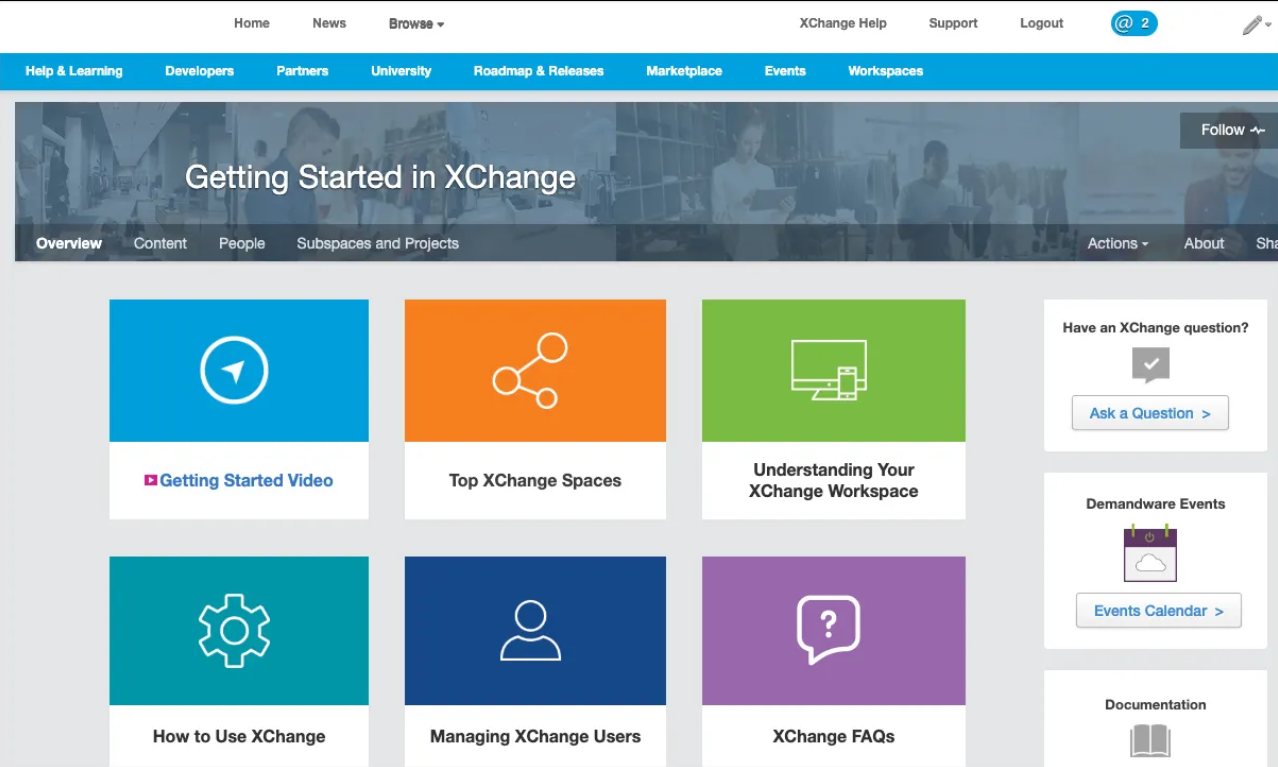 Home News Browse XChange Help Support Logout @ 2
Help & Learning Developers Partners University Roadmap & Releases Marketplace Events Workspaces
Follow
Getting Started in XChange
Overview Content People Subspaces and Projects Actions About Sha
Have an XChange question?
Ask a Question >
Getting Started Video
Top XChange Spaces
Understanding Your
XChange Workspace
Demandware Events
Events Calendar >
?
How to Use XChange
Managing XChange Users
XChange FAQs
Documentation